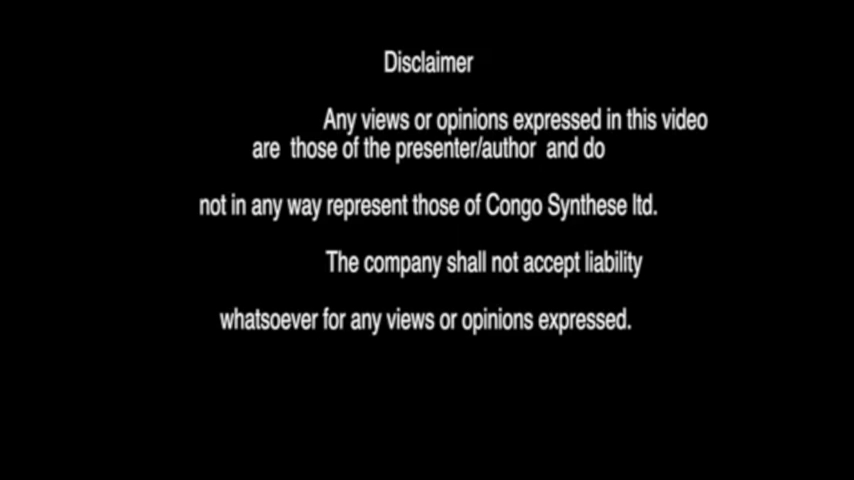 Disclaimer
Any views or opinions expressed in this video
are those of the presenter/author and do
not in any way represent those of Congo Synthese ltd.
The company shall not accept liability
whatsoever for any views or opinions expressed.